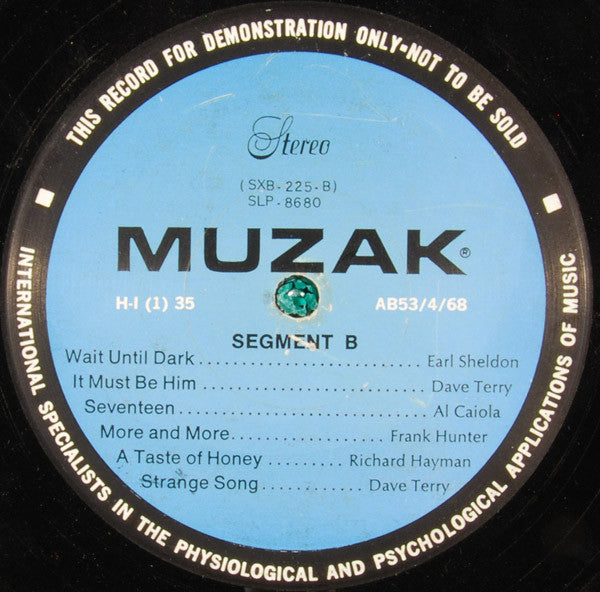 THIS RECORD FOR DEMONSTRATION ONLY-NOT TO BE SOLD
Stereo
(SXB-225-B)
SLP-8680
MUZAK®
H-I (1) 35 AB53/4/68
SEGMENT B
Wait Until Dark............................ Earl Sheldon
It Must Be Him............................ Dave Terry
Seventeen................................ Al Caiola
More and More.................... Frank Hunter
A Taste of Honey......... Richard Hayman
Strange Song............ Dave Terry
INTERNATIONAL SPECIALISTS IN THE PHYSIOLOGICAL AND PSYCHOLOGICAL APPLICATIONS OF MUSIC